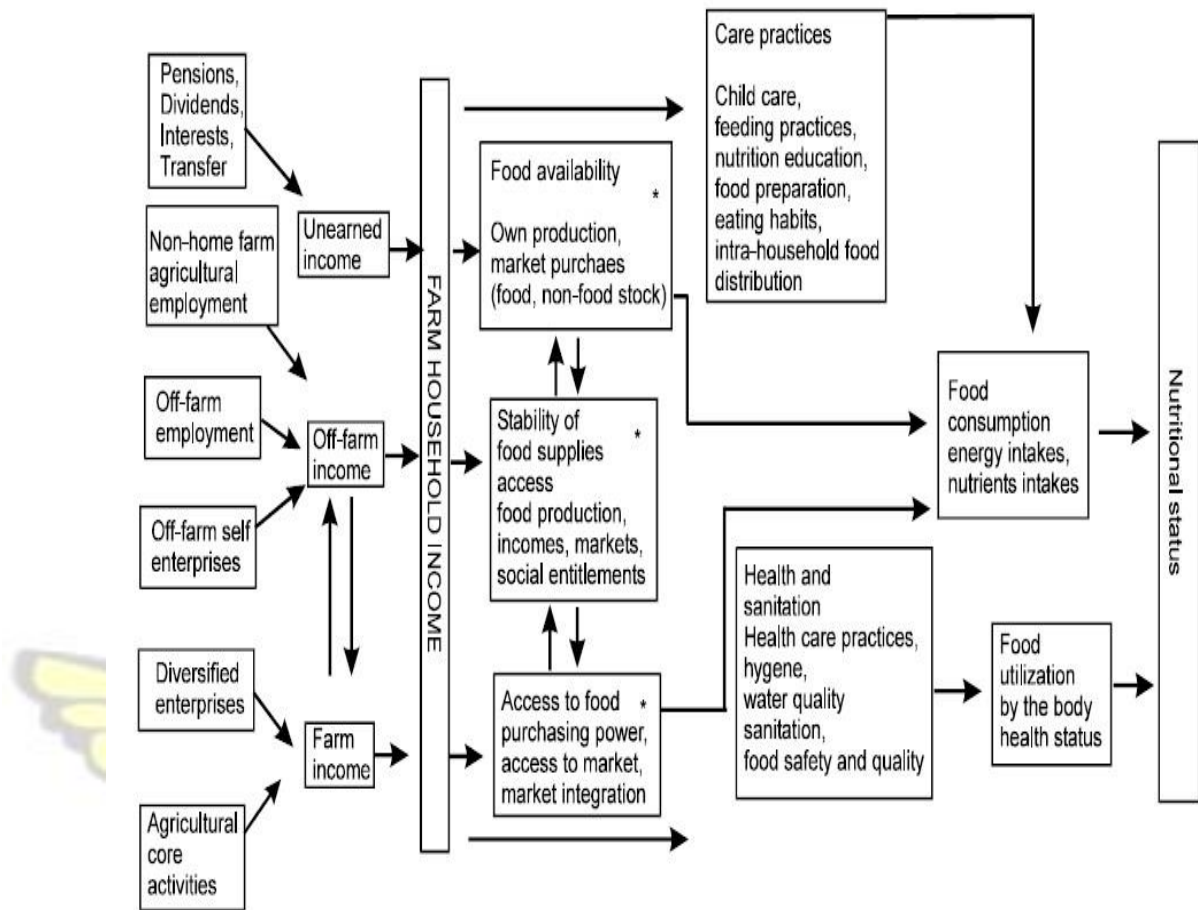 Pensions,
Dividends,
Interests,
Transfer
Non-home farm
agricultural
employment
Off-farm
employment
Off-farm self
enterprises
Diversified
enterprises
Agricultural
core
activities
Unearned
income
Off-farm
income
Farm
income
FARM HOUSEHOLD INCOME
Food availability
*
Own production,
market purchaes
(food, non-food stock)
Stability of
food supplies *
access
food production,
incomes, markets,
social entitlements
Access to food *
purchasing power,
access to market,
market integration
Care practices
Child care,
feeding practices,
nutrition education,
food preparation,
eating habits,
intra-household food
distribution
Health and
sanitation
Health care practices,
hygene,
water quality
sanitation,
food safety and quality
Food
consumption
energy intakes,
nutrients intakes
Food
utilization
by the body
health status
Nutritional status